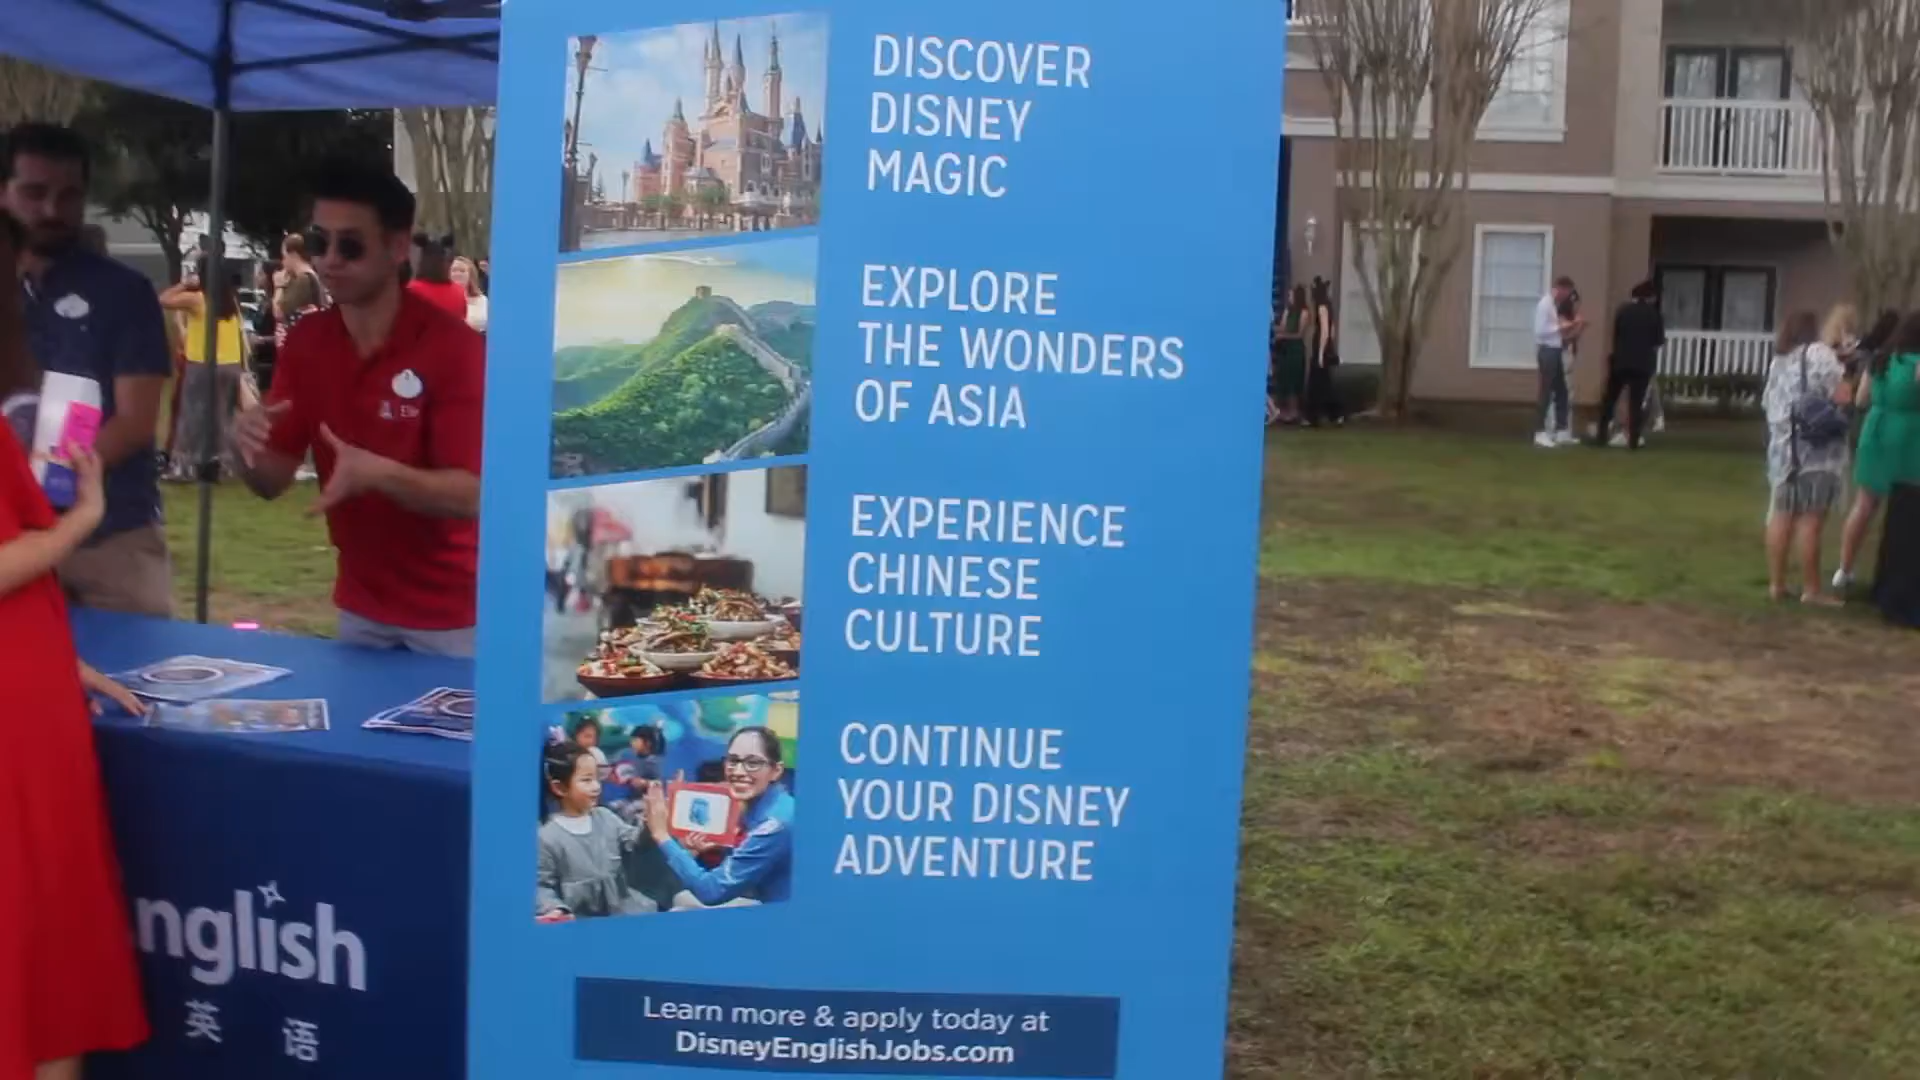 DISCOVER
DISNEY
MAGIC
EXPLORE
THE WONDERS
OF ASIA
EXPERIENCE
CHINESE
CULTURE
CONTINUE
YOUR DISNEY
ADVENTURE
Learn more & apply today at
DisneyEnglishJobs.com
nglish
英 语